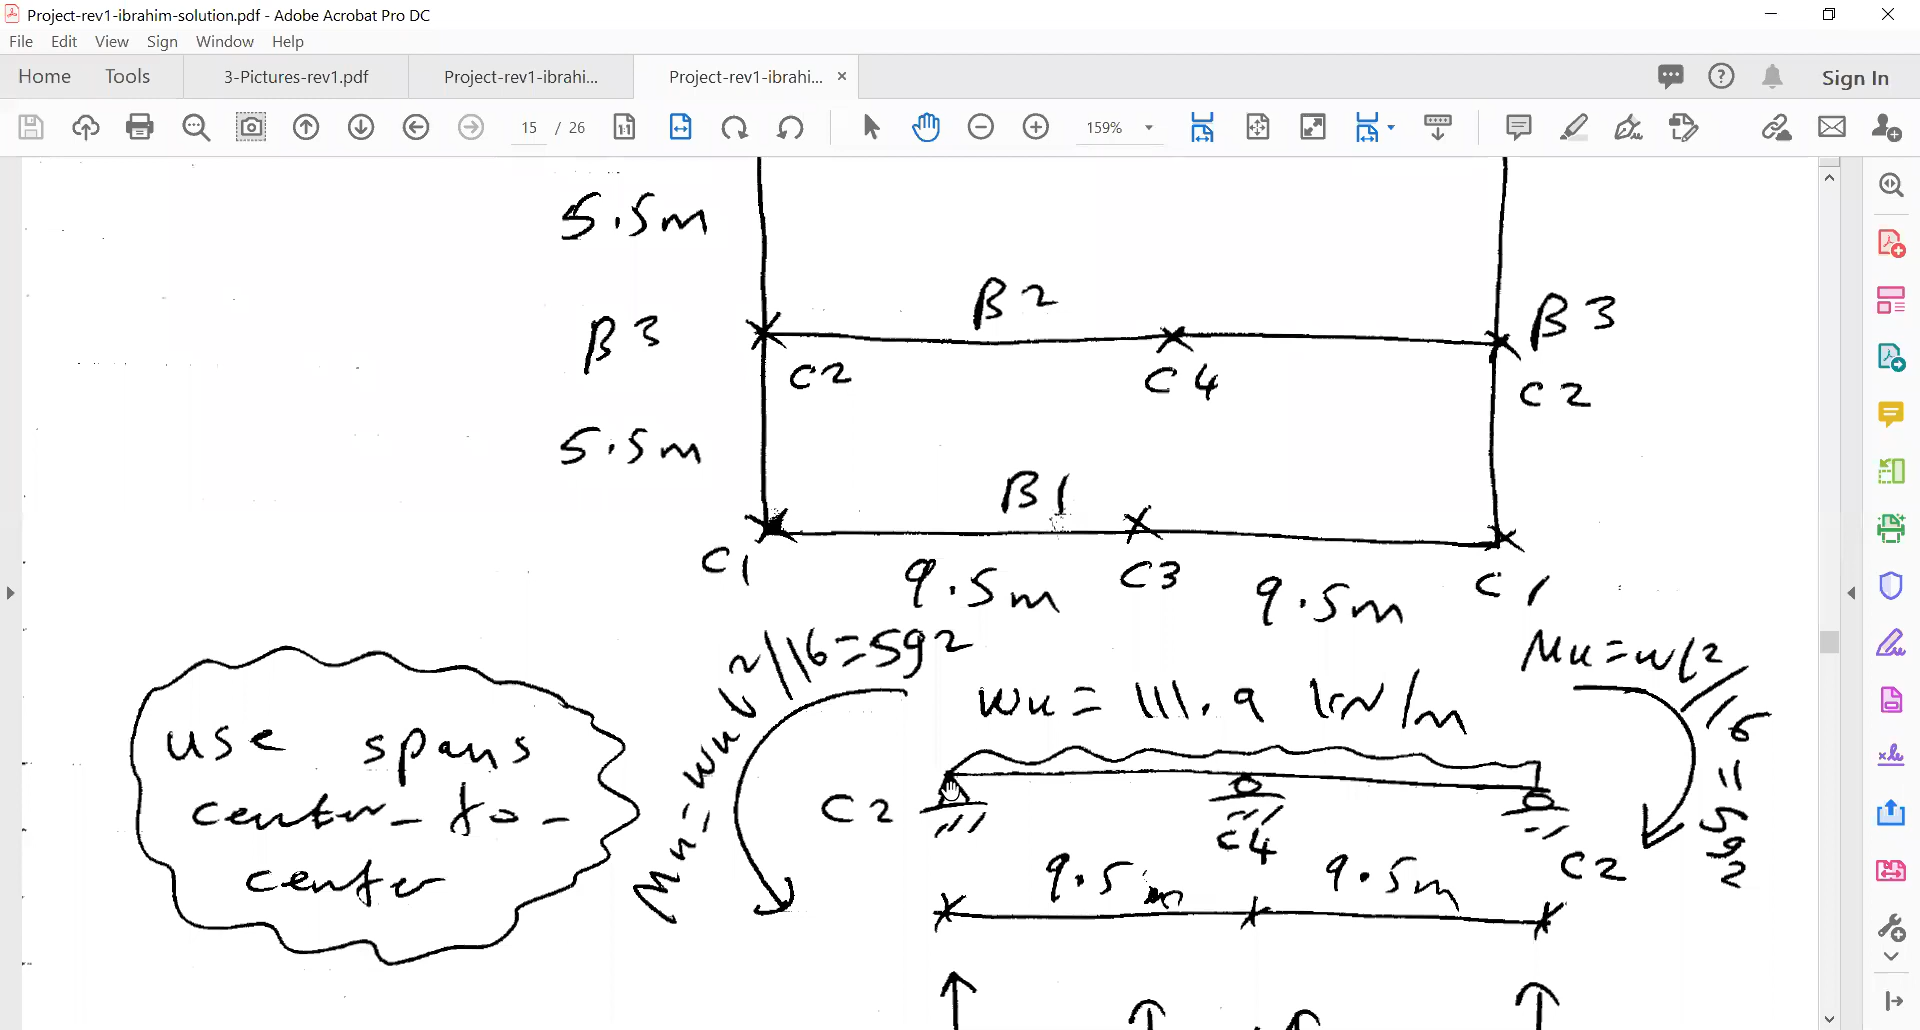 Project-rev1-ibrahim-solution.pdf - Adobe Acrobat Pro DC
File Edit View Sign Window Help
Home Tools 3-Pictures-rev1.pdf Project-rev1-ibrahi... Project-rev1-ibrahi... × Sign In
15 / 26 159%
5.5m
B2
B3 B3
C2 C4 C2
5.5m
B1
C1 C3 C1
9.5m 9.5m
Mu=wul²/16=592
Mu=wl²/16=592
wu= 111.9 kN/m
use spans
center-to-
center
C2 C4 C2
9.5m 9.5m